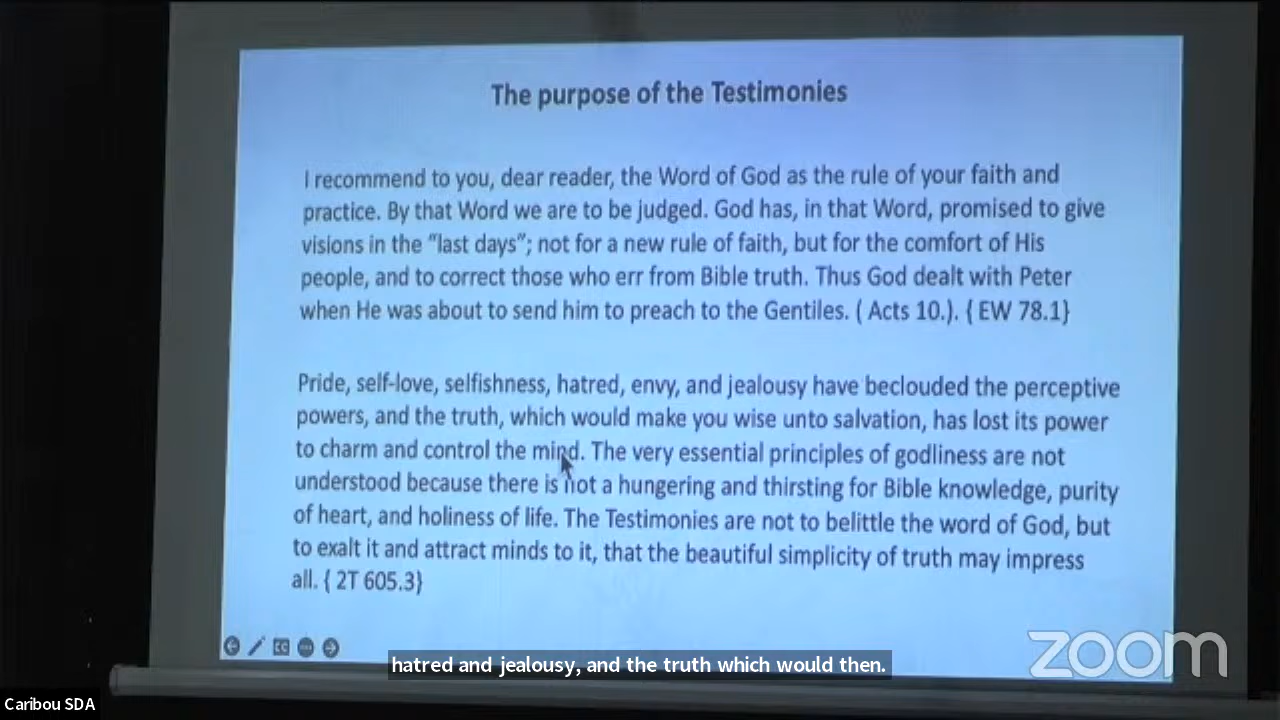 The purpose of the Testimonies
I recommend to you, dear reader, the Word of God as the rule of your faith and
practice. By that Word we are to be judged. God has, in that Word, promised to give
visions in the “last days”; not for a new rule of faith, but for the comfort of His
people, and to correct those who err from Bible truth. Thus God dealt with Peter
when He was about to send him to preach to the Gentiles. ( Acts 10.). { EW 78.1}
Pride, self-love, selfishness, hatred, envy, and jealousy have beclouded the perceptive
powers, and the truth, which would make you wise unto salvation, has lost its power
to charm and control the mind. The very essential principles of godliness are not
understood because there is not a hungering and thirsting for Bible knowledge, purity
of heart, and holiness of life. The Testimonies are not to belittle the word of God, but
to exalt it and attract minds to it, that the beautiful simplicity of truth may impress
all. { 2T 605.3}
zoom
hatred and jealousy, and the truth which would then.
Caribou SDA